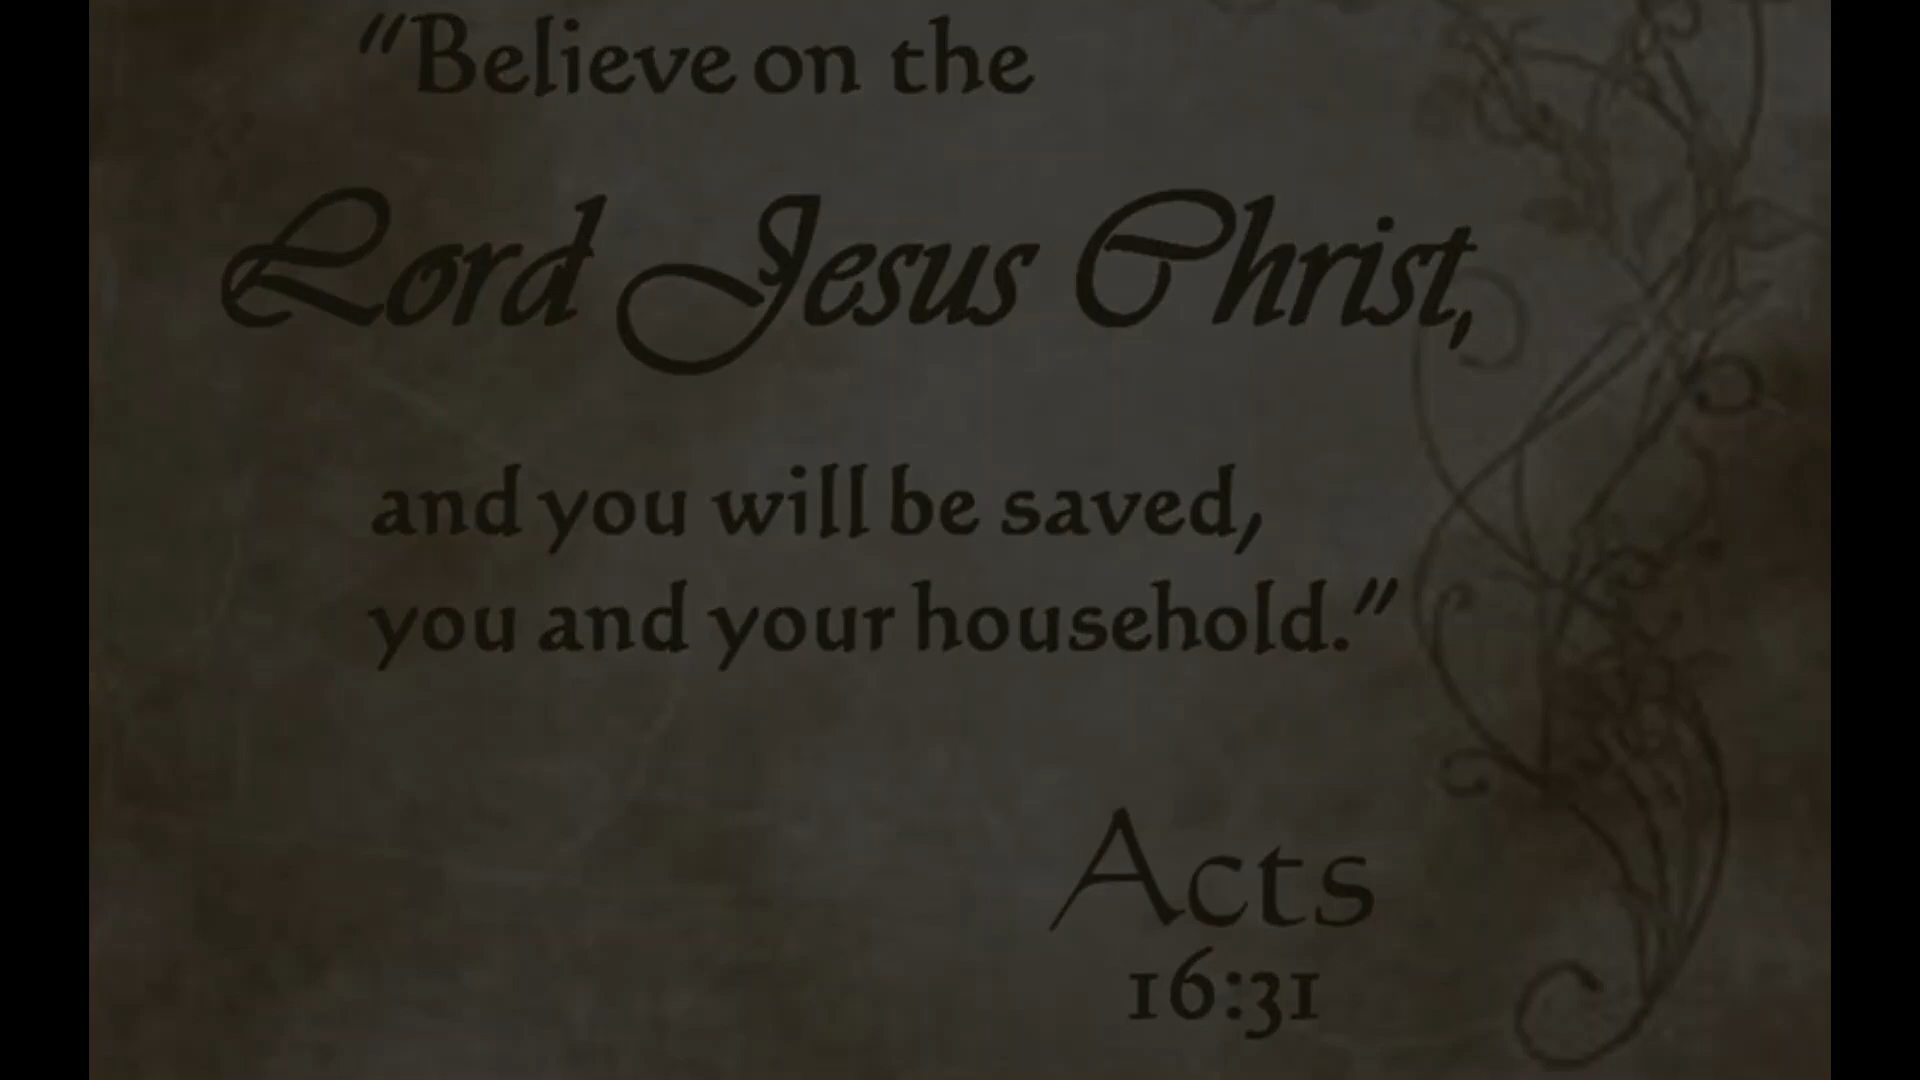 "Believe on the
Lord Jesus Christ,
and you will be saved,
you and your household."
Acts
16:31